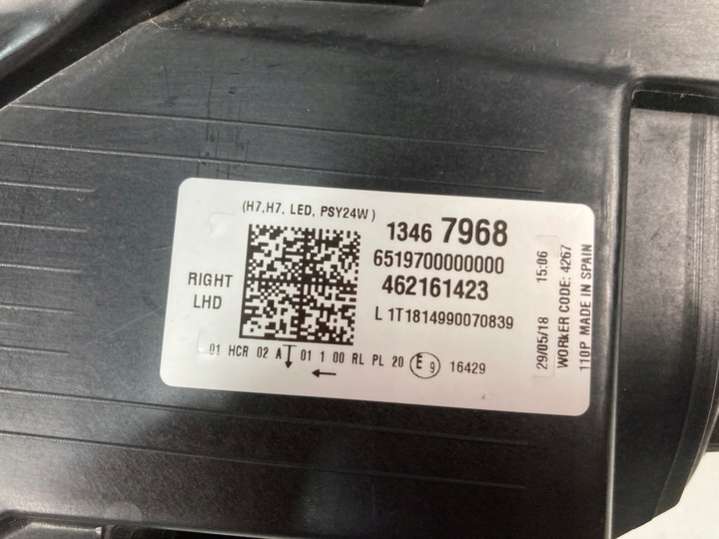 (H7,H7, LED, PSY24W)
1346 7968
6519700000000
462161423
RIGHT
LHD
L 1T1814990070839
01 HCR 02 A 01 1 00 RL PL 20 E9 16429
29/05/18 15:06
WORKER CODE: 4267
110P MADE IN SPAIN